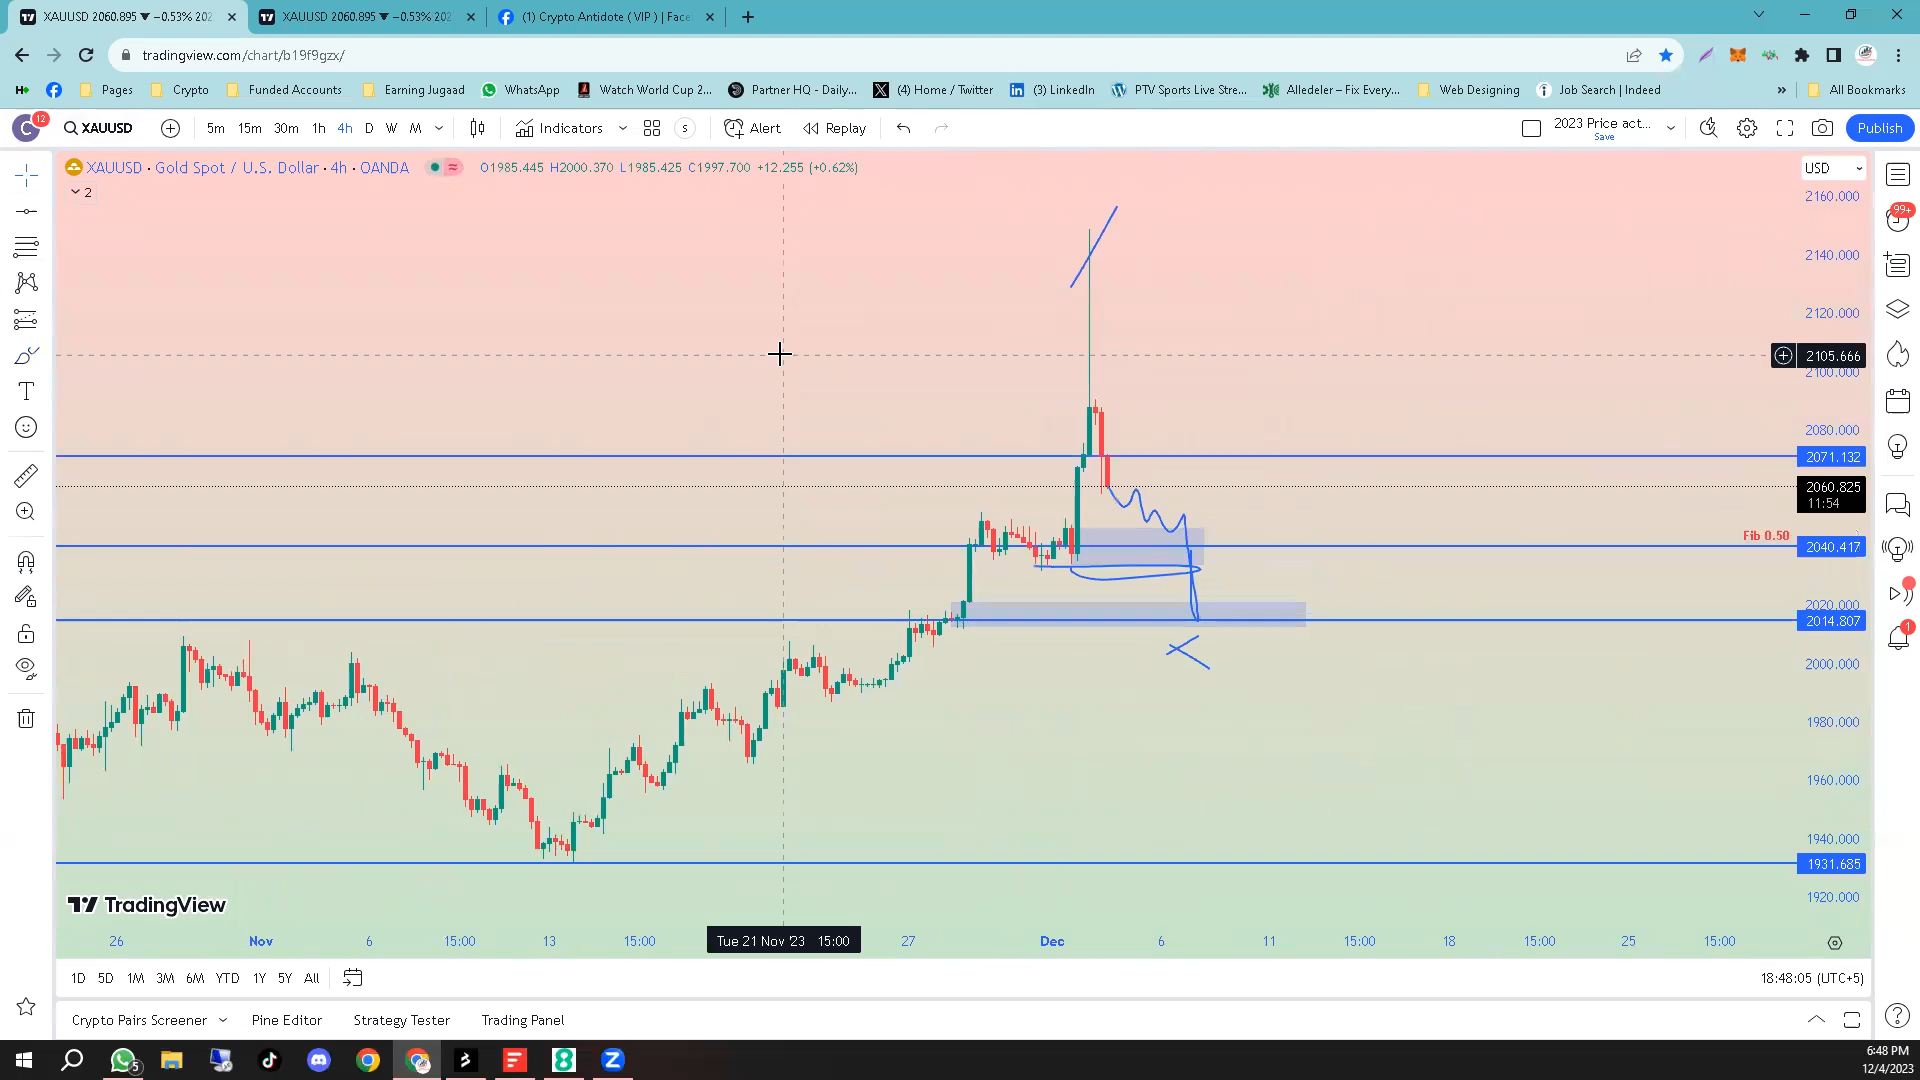 XAUUSD 2060.895 ▼ −0.53% 202
XAUUSD 2060.895 ▼ −0.53% 202
(1) Crypto Antidote ( VIP ) | Face
tradingview.com/chart/b19f9gzx/
H+ Pages Crypto Funded Accounts Earning Jugaad WhatsApp Watch World Cup 2... Partner HQ - Daily,... (4) Home / Twitter (3) LinkedIn PTV Sports Live Stre... Alledeler – Fix Every,... Web Designing Job Search | Indeed » All Bookmarks
C 12 XAUUSD 5m 15m 30m 1h 4h D W M Indicators S Alert Replay 2023 Price act... Save Publish
XAUUSD · Gold Spot / U.S. Dollar · 4h · OANDA O1985.445 H2000.370 L1985.425 C1997.700 +12.255 (+0.62%) USD
2
2160.000
99+
2140.000
2120.000
2105.666
2100.000
2080.000
2071.132
2060.825
11:54
Fib 0.50
2040.417
2020.000
2014.807
1
2000.000
1980.000
1960.000
1940.000
1931.685
1920.000
TradingView
26 Nov 6 15:00 13 15:00 Tue 21 Nov '23 15:00 27 Dec 6 11 15:00 18 15:00 25 15:00
1D 5D 1M 3M 6M YTD 1Y 5Y All 18:48:05 (UTC+5)
Crypto Pairs Screener Pine Editor Strategy Tester Trading Panel
5
6:48 PM
12/4/2023